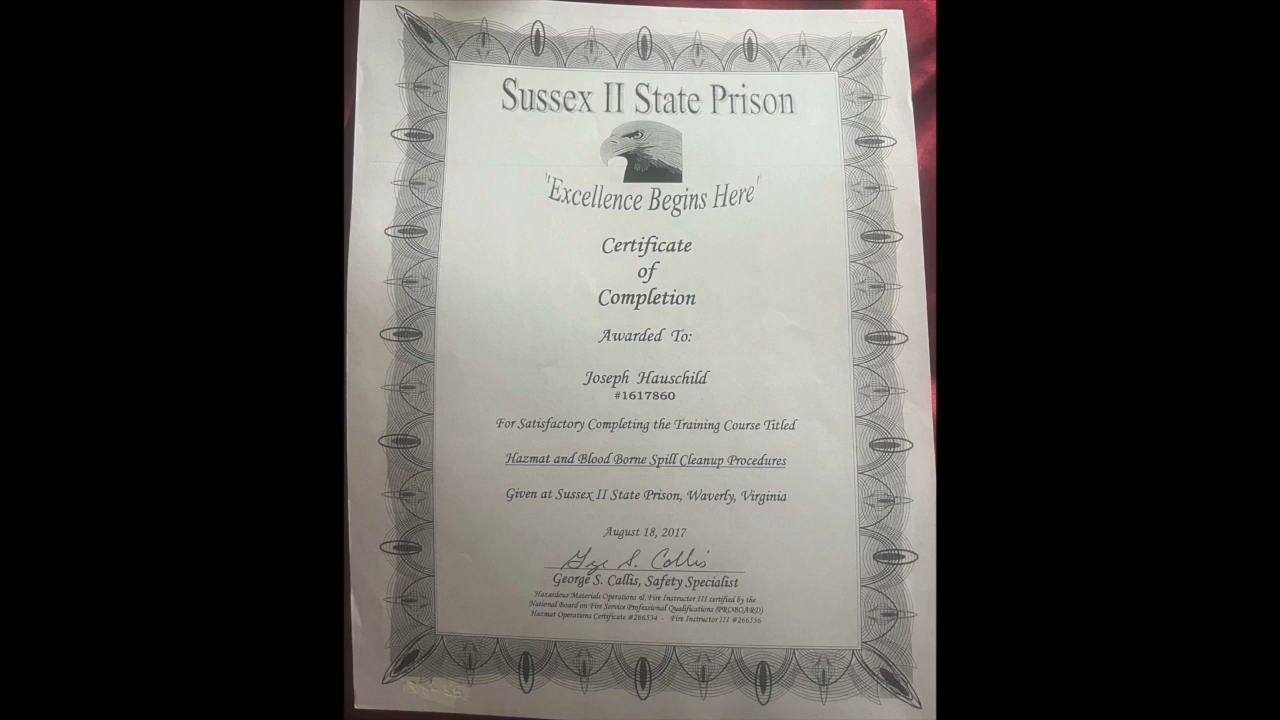 Sussex II State Prison
"Excellence Begins Here"
Certificate
of
Completion
Awarded To:
Joseph Hauschild
#1617860
For Satisfactory Completing the Training Course Titled
Hazmat and Blood Borne Spill Cleanup Procedures
Given at Sussex II State Prison, Waverly, Virginia
August 18, 2017
George S. Callis
George S. Callis, Safety Specialist
Hazardous Materials Operations & Fire Instructor III certified by the
National Board on Fire Service Professional Qualifications (PROBOARD)
Hazmat Operations Certificate #266534 - Fire Instructor III #266536